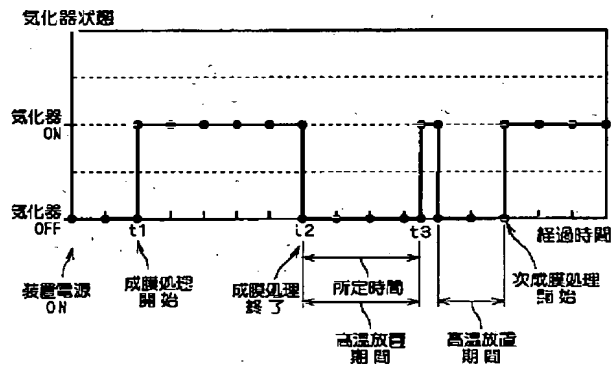 気化器状態
気化器
ON
気化器
OFF
t1
t2
t3
経過時間
装置電源
ON
成膜処理
開始
成膜処理
終了
所定時間
高温放置
期間
高温放置
期間
次成膜処理
開始